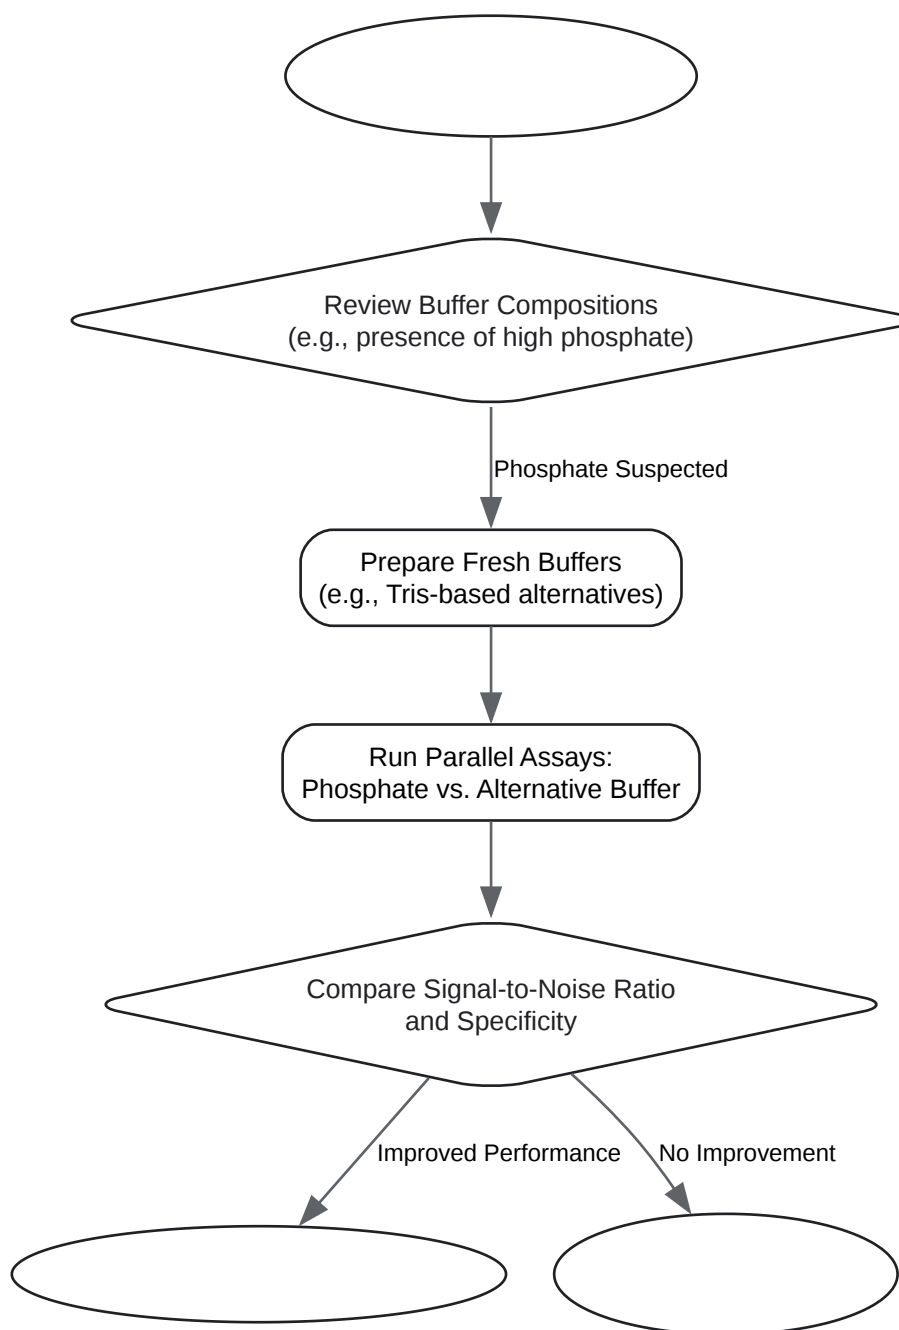 Review Buffer Compositions
(e.g., presence of high phosphate)
Phosphate Suspected
Prepare Fresh Buffers
(e.g., Tris-based alternatives)
Run Parallel Assays:
Phosphate vs. Alternative Buffer
Compare Signal-to-Noise Ratio
and Specificity
Improved Performance
No Improvement